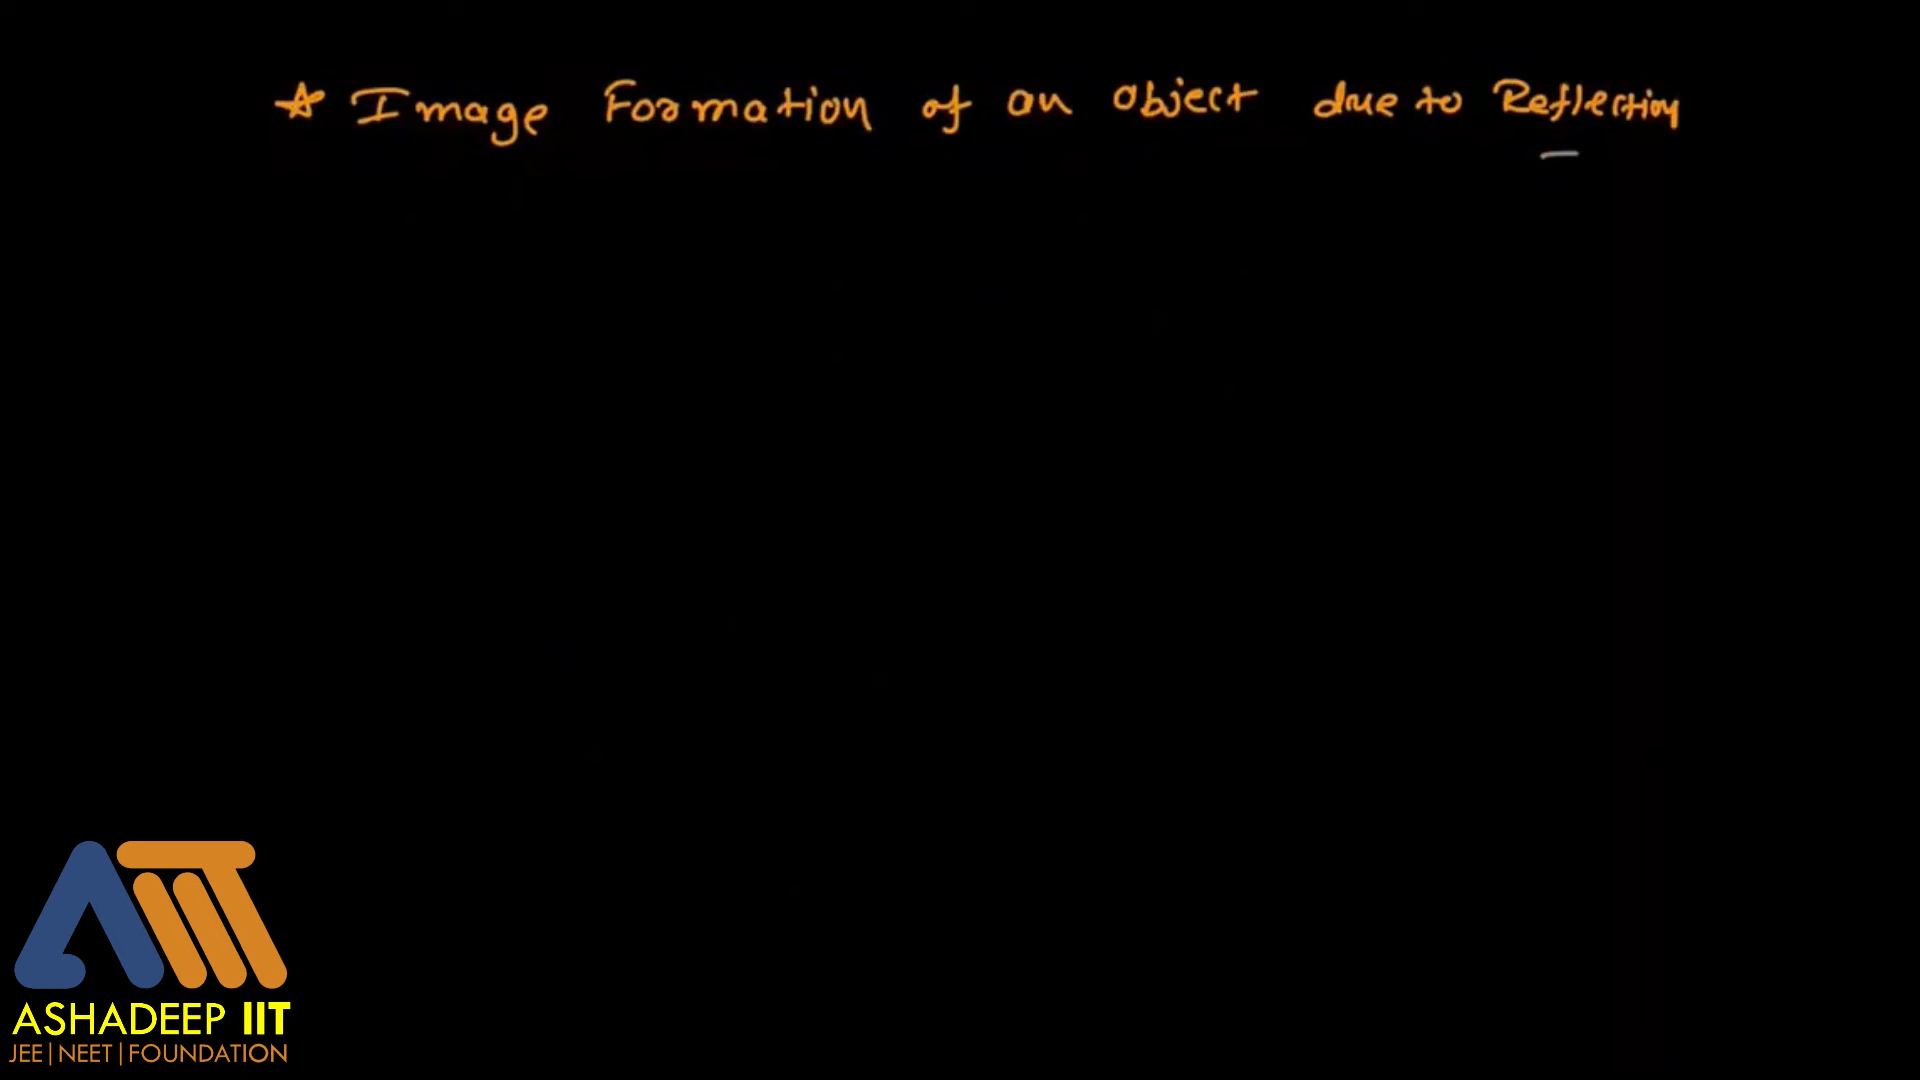 ☆ Image Formation of an object due to Reflection
ASHADEEP IIT
JEE|NEET|FOUNDATION